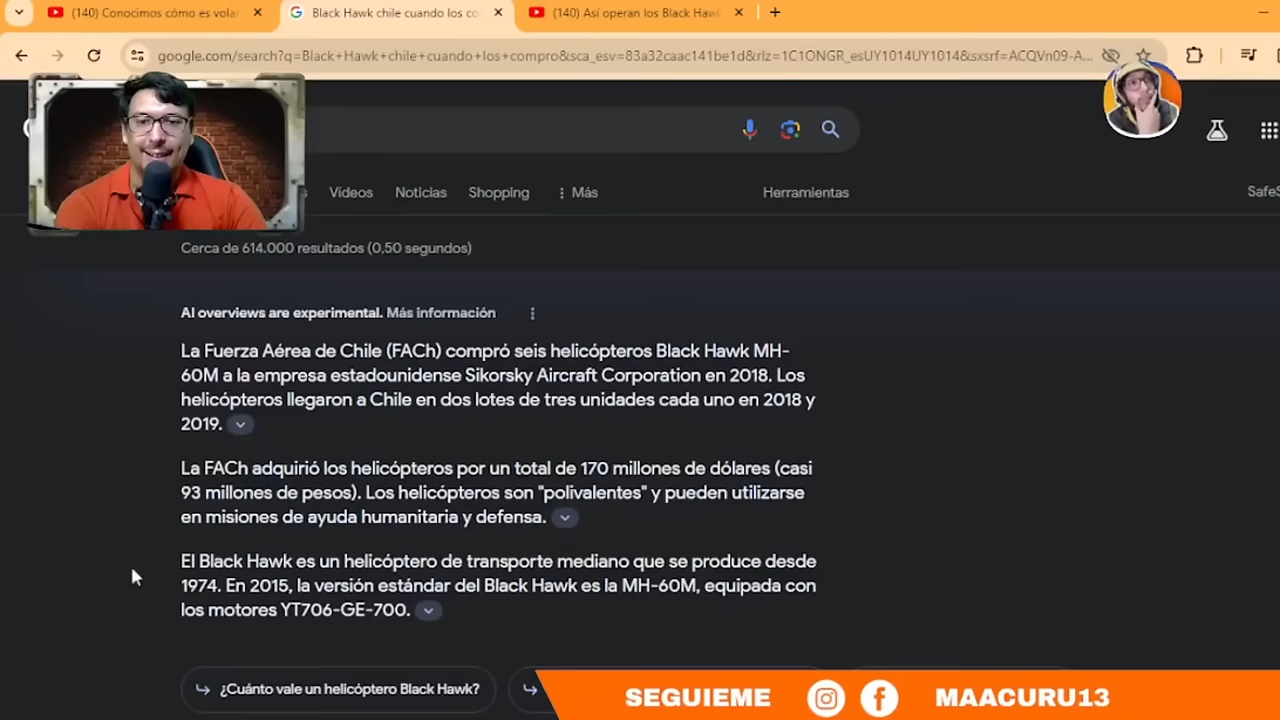 (140) Conocimos cómo es vola
Black Hawk chile cuando los co
(140) Así operan los Black Haw
google.com/search?q=Black+Hawk+chile+cuando+los+compro&sca_esv=83a32caac141be1d&rlz=1C1ONGR_esUY1014UY1014&sxsrf=ACQVn09-A...
Vídeos Noticias Shopping Más Herramientas SafeS
Cerca de 614.000 resultados (0,50 segundos)
AI overviews are experimental. Más información
La Fuerza Aérea de Chile (FACh) compró seis helicópteros Black Hawk MH-
60M a la empresa estadounidense Sikorsky Aircraft Corporation en 2018. Los
helicópteros llegaron a Chile en dos lotes de tres unidades cada uno en 2018 y
2019.
La FACh adquirió los helicópteros por un total de 170 millones de dólares (casi
93 millones de pesos). Los helicópteros son "polivalentes" y pueden utilizarse
en misiones de ayuda humanitaria y defensa.
El Black Hawk es un helicóptero de transporte mediano que se produce desde
1974. En 2015, la versión estándar del Black Hawk es la MH-60M, equipada con
los motores YT706-GE-700.
¿Cuánto vale un helicóptero Black Hawk?
SEGUIEME MAACURU13